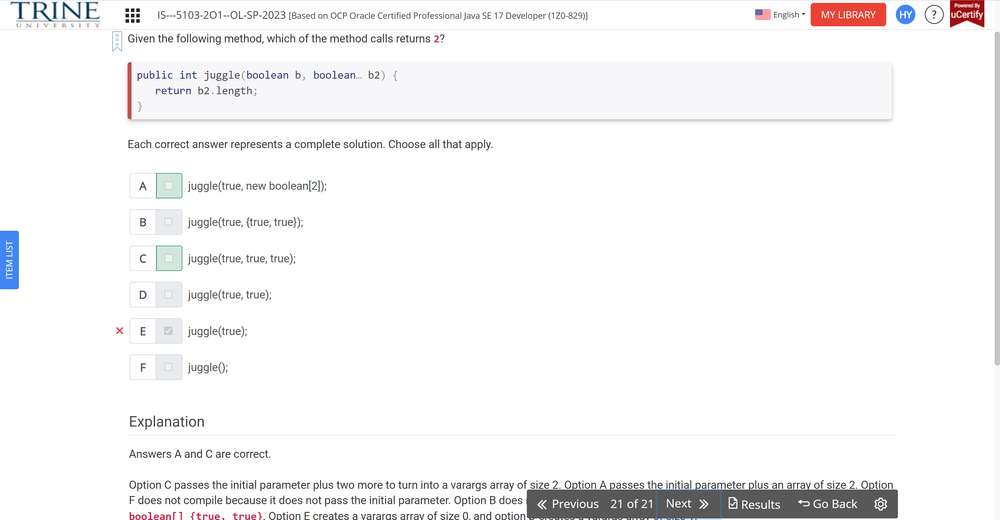 TRINE
UNIVERSITY
IS---5103-2O1--OL-SP-2023 [Based on OCP Oracle Certified Professional Java SE 17 Developer (1Z0-829)]
English
MY LIBRARY
HY
?
Powered By
uCertify
Given the following method, which of the method calls returns 2?
public int juggle(boolean b, boolean… b2) {
return b2.length;
}
Each correct answer represents a complete solution. Choose all that apply.
A juggle(true, new boolean[2]);
B juggle(true, {true, true});
C juggle(true, true, true);
D juggle(true, true);
E juggle(true);
F juggle();
ITEM LIST
Explanation
Answers A and C are correct.
Option C passes the initial parameter plus two more to turn into a varargs array of size 2. Option A passes the initial parameter plus an array of size 2. Option
F does not compile because it does not pass the initial parameter. Option B does
boolean[] {true, true}. Option E creates a varargs array of size 0, and option
Previous 21 of 21 Next Results Go Back